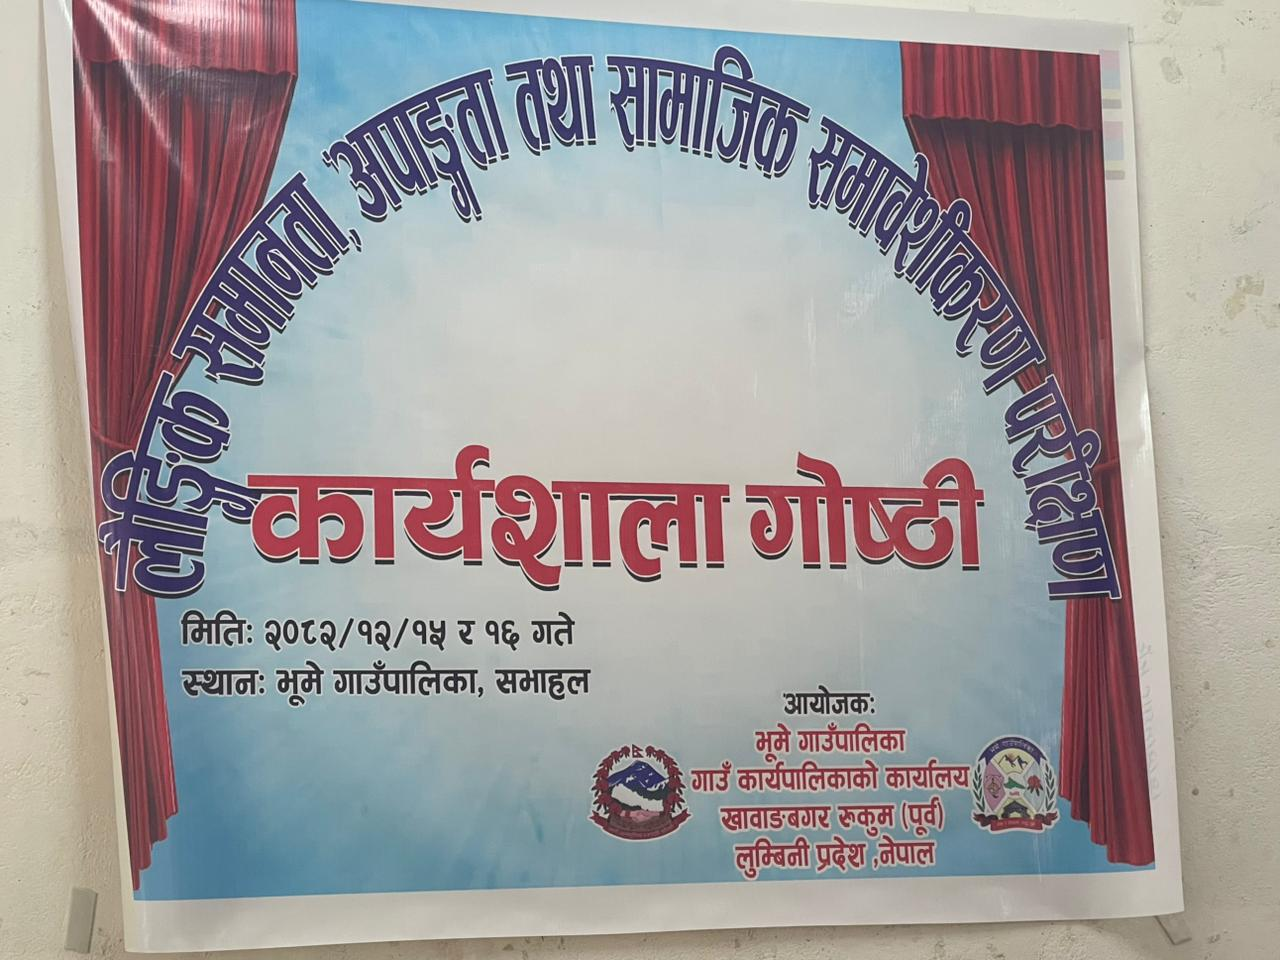 लैङ्गिक समानता, अपाङ्गता तथा सामाजिक समावेशीकरण परीक्षण
कार्यशाला गोष्ठी
मितिः २०८२/१२/१५ र १६ गते
स्थानः भूमे गाउँपालिका, सभाहल
आयोजकः
भूमे गाउँपालिका
गाउँ कार्यपालिकाको कार्यालय
खावाङबगर रूकुम (पूर्व)
लुम्बिनी प्रदेश ,नेपाल
भूमे गाउँपालिका